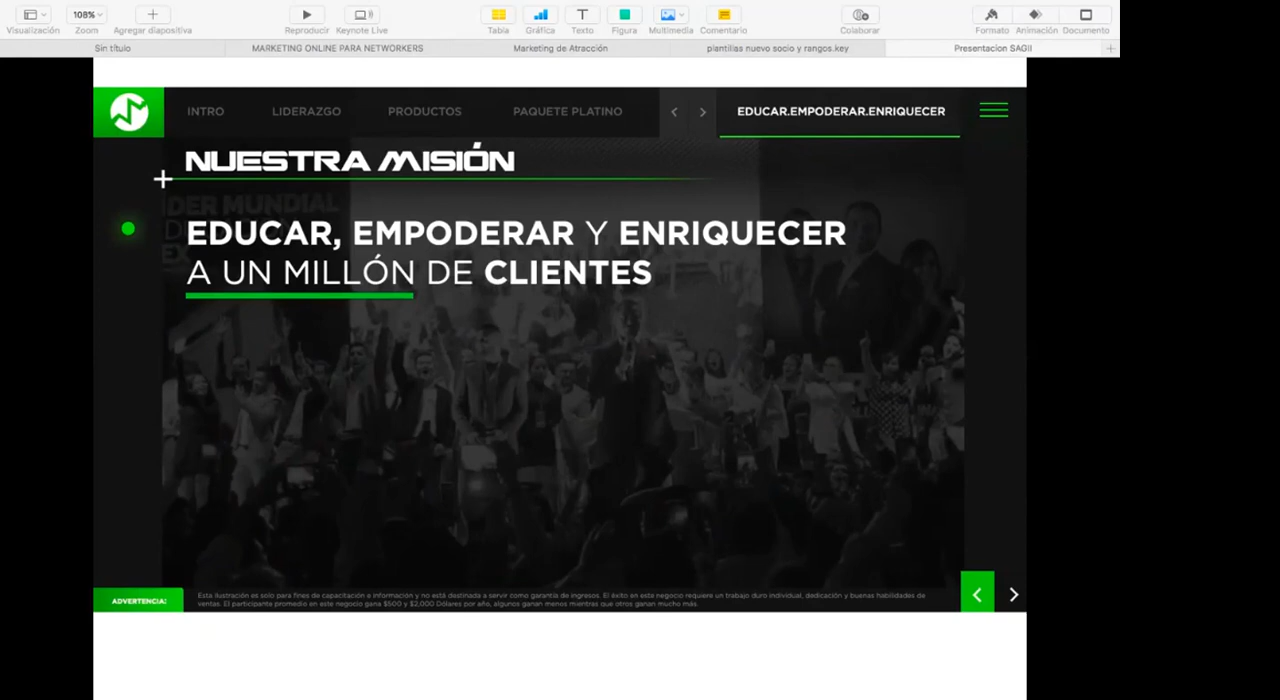 108%
Visualización Zoom Agregar diapositiva Reproducir Keynote Live Tabla Gráfica Texto Figura Multimedia Comentario Colaborar Formato Animación Documento
Sin título MARKETING ONLINE PARA NETWORKERS Marketing de Atracción plantillas nuevo socio y rangos.key Presentacion SAGII
INTRO LIDERAZGO PRODUCTOS PAQUETE PLATINO EDUCAR.EMPODERAR.ENRIQUECER
NUESTRA MISIÓN
DER MUNDIAL
EDUCAR, EMPODERAR Y ENRIQUECER
A UN MILLÓN DE CLIENTES
ADVERTENCIA:
Esta ilustración es solo para fines de capacitación e información y no está destinada a servir como garantía de ingresos. El éxito en este negocio requiere un trabajo duro individual, dedicación y buenas habilidades de
ventas. El participante promedio en este negocio gana $500 y $2,000 Dólares por año, algunos ganan menos mientras que otros ganan mucho más.